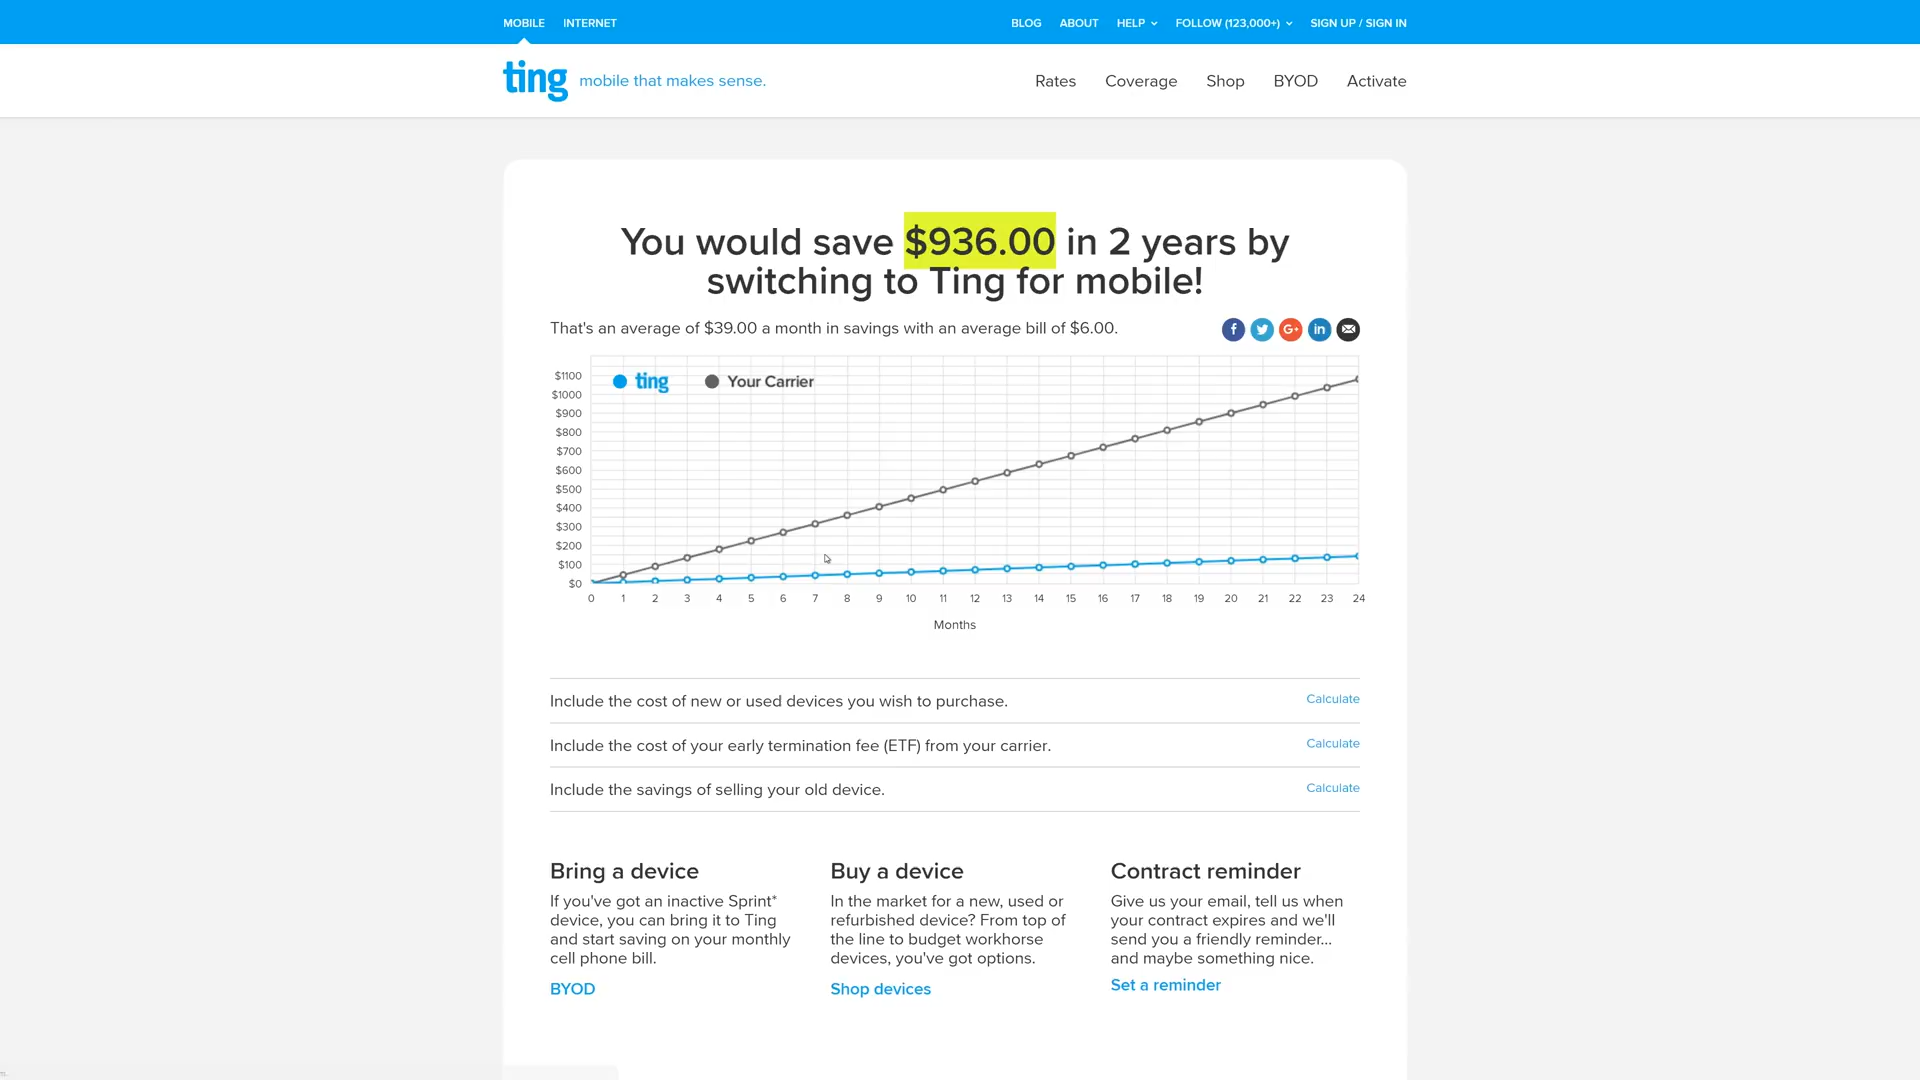 MOBILE INTERNET BLOG ABOUT HELP FOLLOW (123,000+) SIGN UP / SIGN IN
ting mobile that makes sense. Rates Coverage Shop BYOD Activate
You would save $936.00 in 2 years by
switching to Ting for mobile!
That's an average of $39.00 a month in savings with an average bill of $6.00.
f G+ in
ting Your Carrier
$1100
$1000
$900
$800
$700
$600
$500
$400
$300
$200
$100
$0
0 1 2 3 4 5 6 7 8 9 10 11 12 13 14 15 16 17 18 19 20 21 22 23 24
Months
Include the cost of new or used devices you wish to purchase. Calculate
Include the cost of your early termination fee (ETF) from your carrier. Calculate
Include the savings of selling your old device. Calculate
Bring a device
If you've got an inactive Sprint*
device, you can bring it to Ting
and start saving on your monthly
cell phone bill.
BYOD
Buy a device
In the market for a new, used or
refurbished device? From top of
the line to budget workhorse
devices, you've got options.
Shop devices
Contract reminder
Give us your email, tell us when
your contract expires and we'll
send you a friendly reminder...
and maybe something nice.
Set a reminder